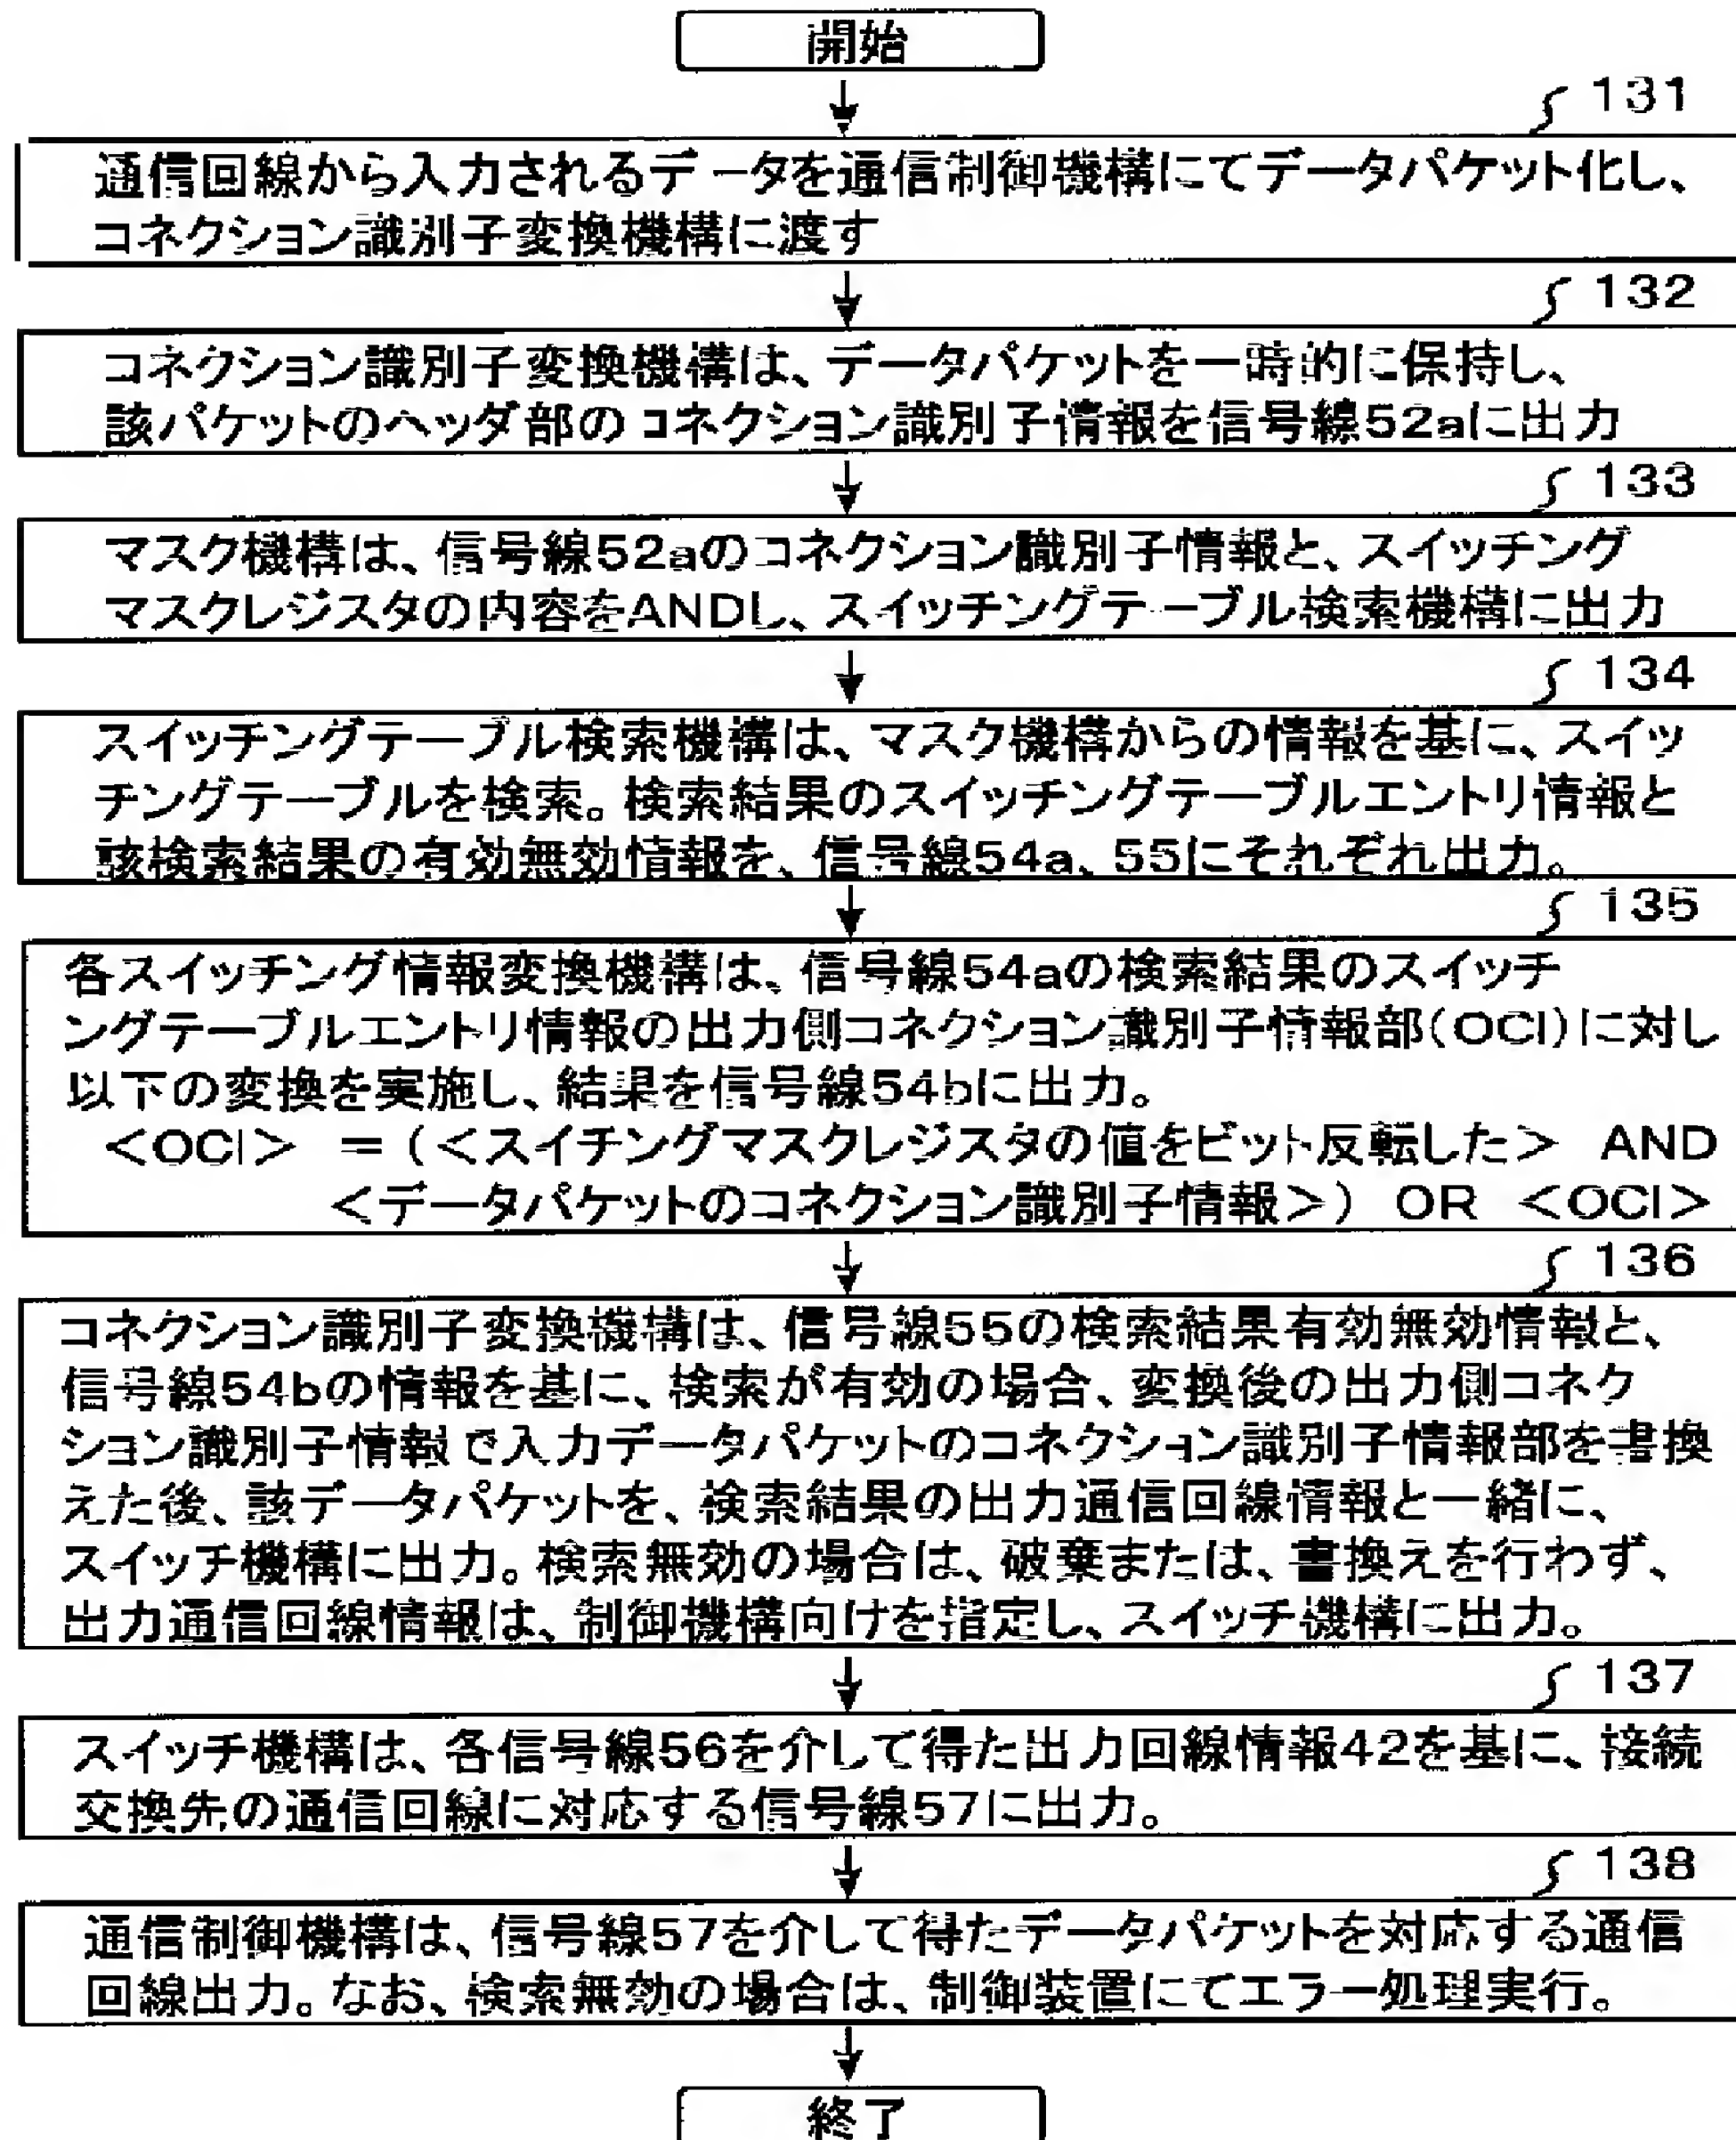 開始
131
通信回線から入力されるデータを通信制御機構にてデータパケット化し、
コネクション識別子変換機構に渡す
132
コネクション識別子変換機構は、データパケットを一時的に保持し、
該パケットのヘッダ部のコネクション識別子情報を信号線52aに出力
133
マスク機構は、信号線52aのコネクション識別子情報と、スイッチング
マスクレジスタの内容をANDし、スイッチングテーブル検索機構に出力
134
スイッチングテーブル検索機構は、マスク機構からの情報を基に、スイッ
チングテーブルを検索。検索結果のスイッチングテーブルエントリ情報と
該検索結果の有効無効情報を、信号線54a、55にそれぞれ出力。
135
各スイッチング情報変換機構は、信号線54aの検索結果のスイッチ
ングテーブルエントリ情報の出力側コネクション識別子情報部(OCI)に対し
以下の変換を実施し、結果を信号線54bに出力。
<OCI> =(<スイチングマスクレジスタの値をビット反転した> AND
<データパケットのコネクション識別子情報>) OR <OCI>
136
コネクション識別子変換機構は、信号線55の検索結果有効無効情報と、
信号線54bの情報を基に、検索が有効の場合、変換後の出力側コネク
ション識別子情報で入力データパケットのコネクション識別子情報部を書換
えた後、該データパケットを、検索結果の出力通信回線情報と一緒に、
スイッチ機構に出力。検索無効の場合は、破棄または、書換えを行わず、
出力通信回線情報は、制御機構向けを指定し、スイッチ機構に出力。
137
スイッチ機構は、各信号線56を介して得た出力回線情報42を基に、接続
交換先の通信回線に対応する信号線57に出力。
138
通信制御機構は、信号線57を介して得たデータパケットを対応する通信
回線出力。なお、検索無効の場合は、制御装置にてエラー処理実行。
終了